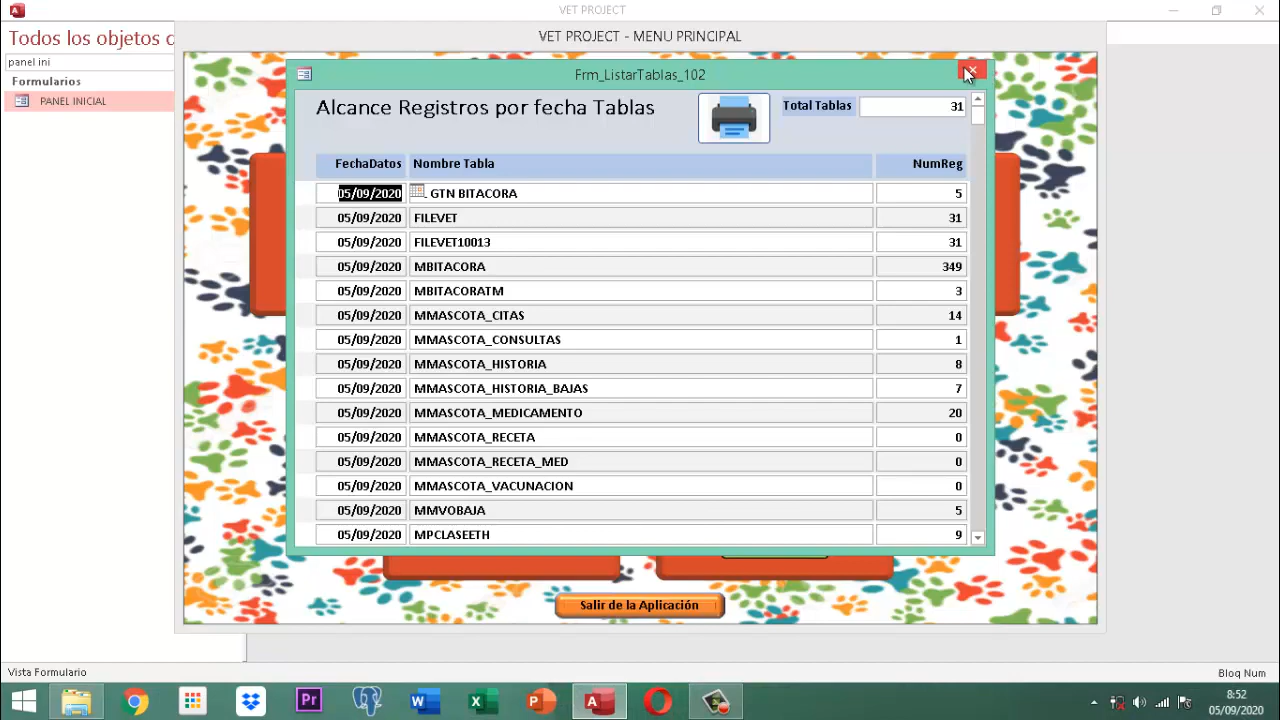 VET PROJECT
Todos los objetos d
panel ini
Formularios
PANEL INICIAL
VET PROJECT - MENU PRINCIPAL
Frm_ListarTablas_102
Alcance Registros por fecha Tablas
Total Tablas 31
FechaDatos Nombre Tabla NumReg
05/09/2020 GTN BITACORA 5
05/09/2020 FILEVET 31
05/09/2020 FILEVET10013 31
05/09/2020 MBITACORA 349
05/09/2020 MBITACORATM 3
05/09/2020 MMASCOTA_CITAS 14
05/09/2020 MMASCOTA_CONSULTAS 1
05/09/2020 MMASCOTA_HISTORIA 8
05/09/2020 MMASCOTA_HISTORIA_BAJAS 7
05/09/2020 MMASCOTA_MEDICAMENTO 20
05/09/2020 MMASCOTA_RECETA 0
05/09/2020 MMASCOTA_RECETA_MED 0
05/09/2020 MMASCOTA_VACUNACION 0
05/09/2020 MMVOBAJA 5
05/09/2020 MPCLASEETH 9
Salir de la Aplicación
Vista Formulario
Bloq Num
Pr
8:52
05/09/2020